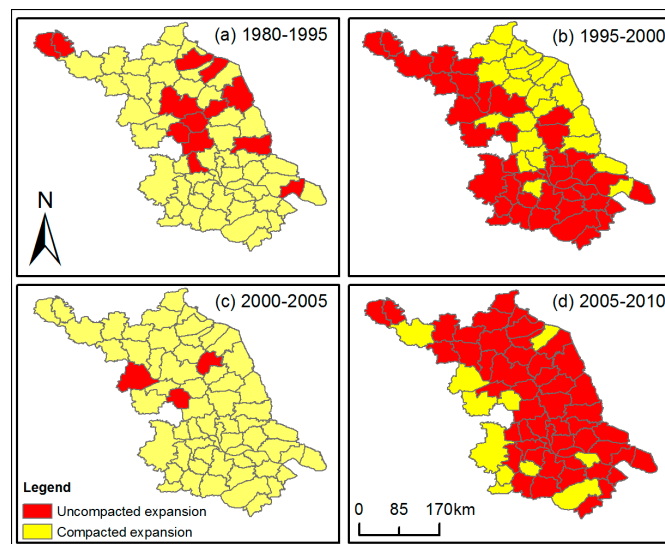 (a) 1980-1995
(b) 1995-2000
N
(c) 2000-2005
(d) 2005-2010
Legend
Uncompacted expansion
Compacted expansion
0 85 170km